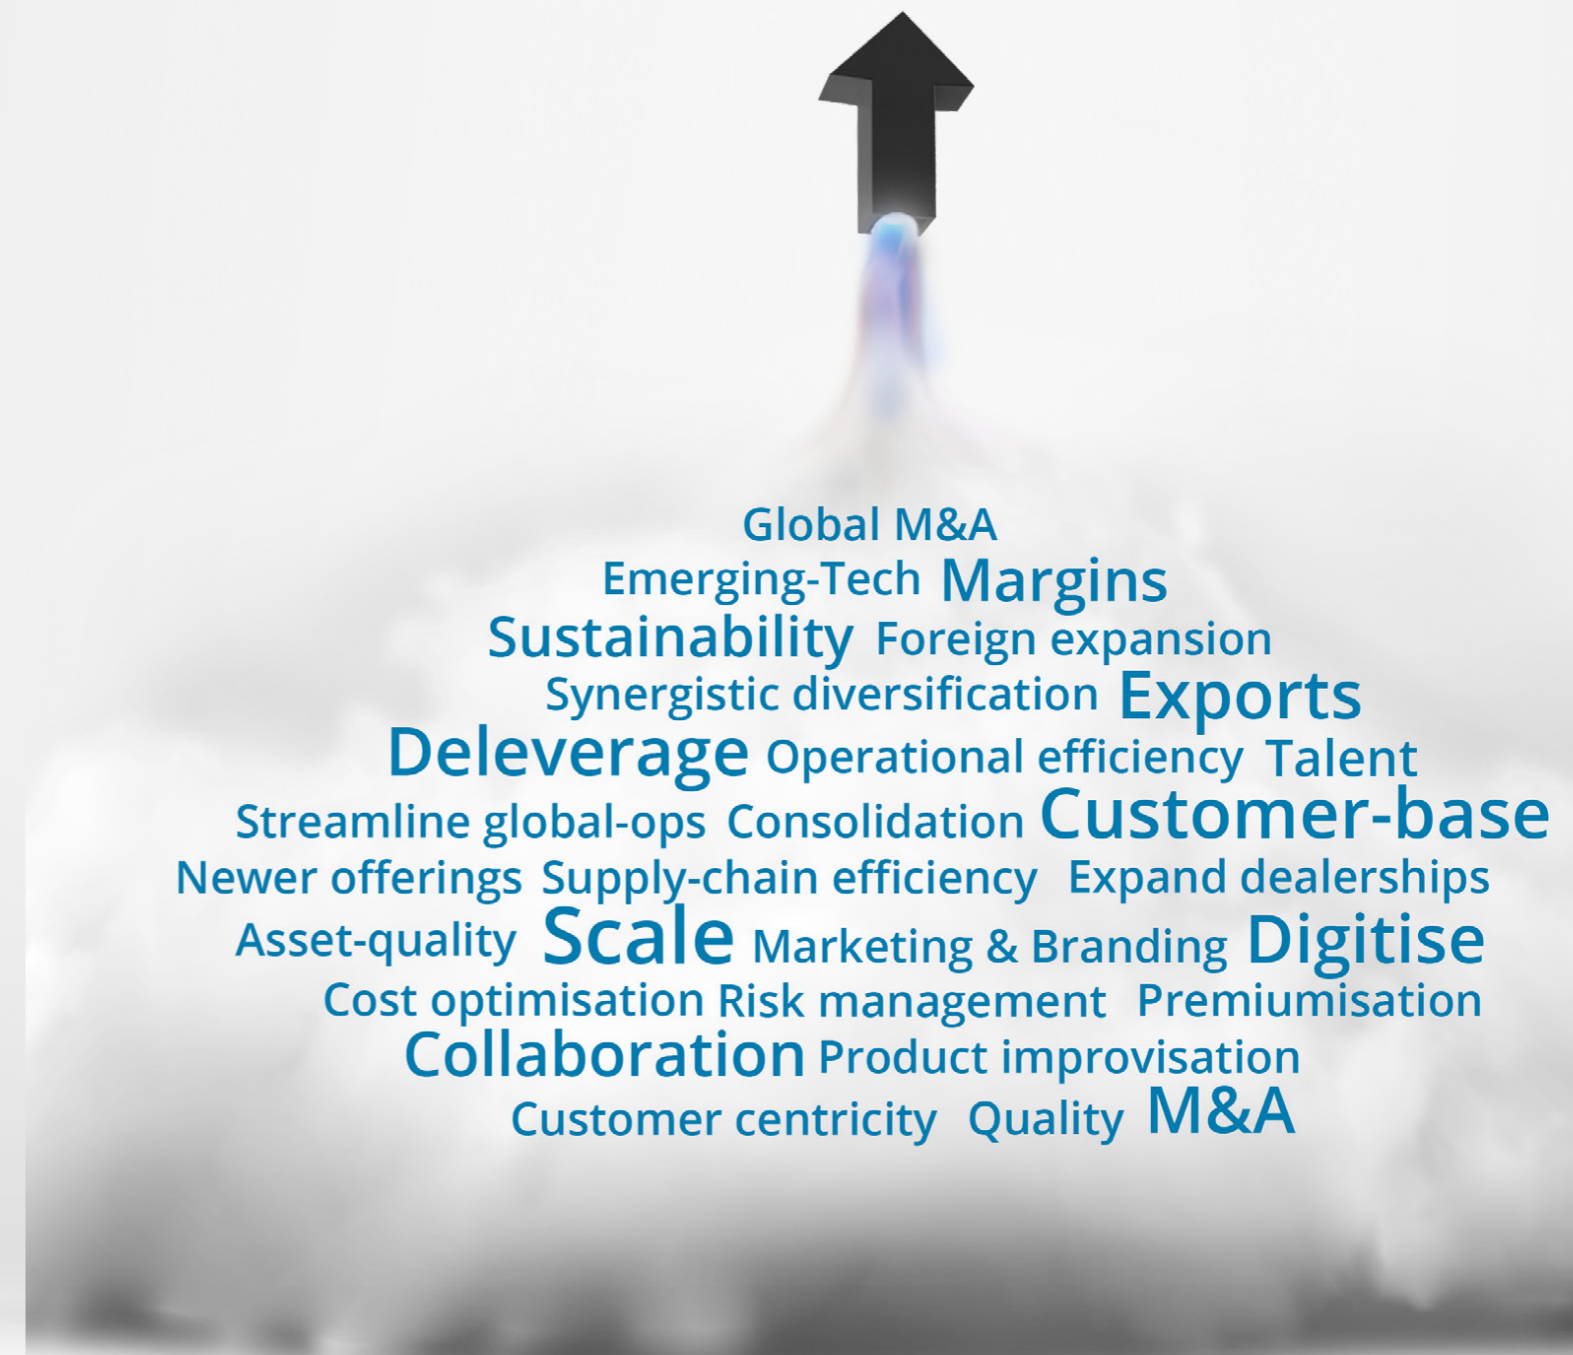 Global M&A
Emerging-Tech Margins
Sustainability Foreign expansion
Synergistic diversification Exports
Deleverage Operational efficiency Talent
Streamline global-ops Consolidation Customer-base
Newer offerings Supply-chain efficiency Expand dealerships
Asset-quality Scale Marketing & Branding Digitise
Cost optimisation Risk management Premiumisation
Collaboration Product improvisation
Customer centricity Quality M&A